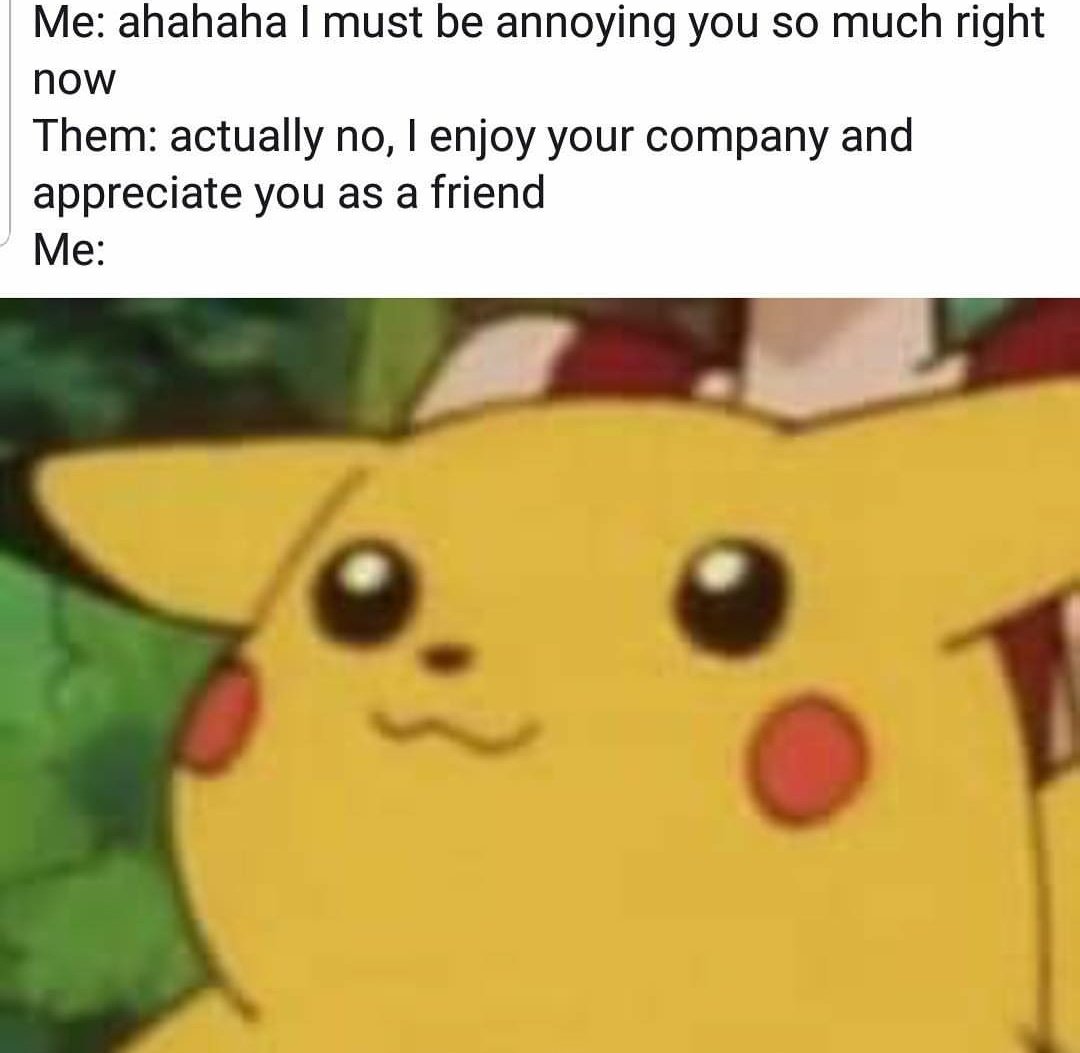 Me: ahahaha I must be annoying you so much right
now
Them: actually no, I enjoy your company and
appreciate you as a friend
Me: